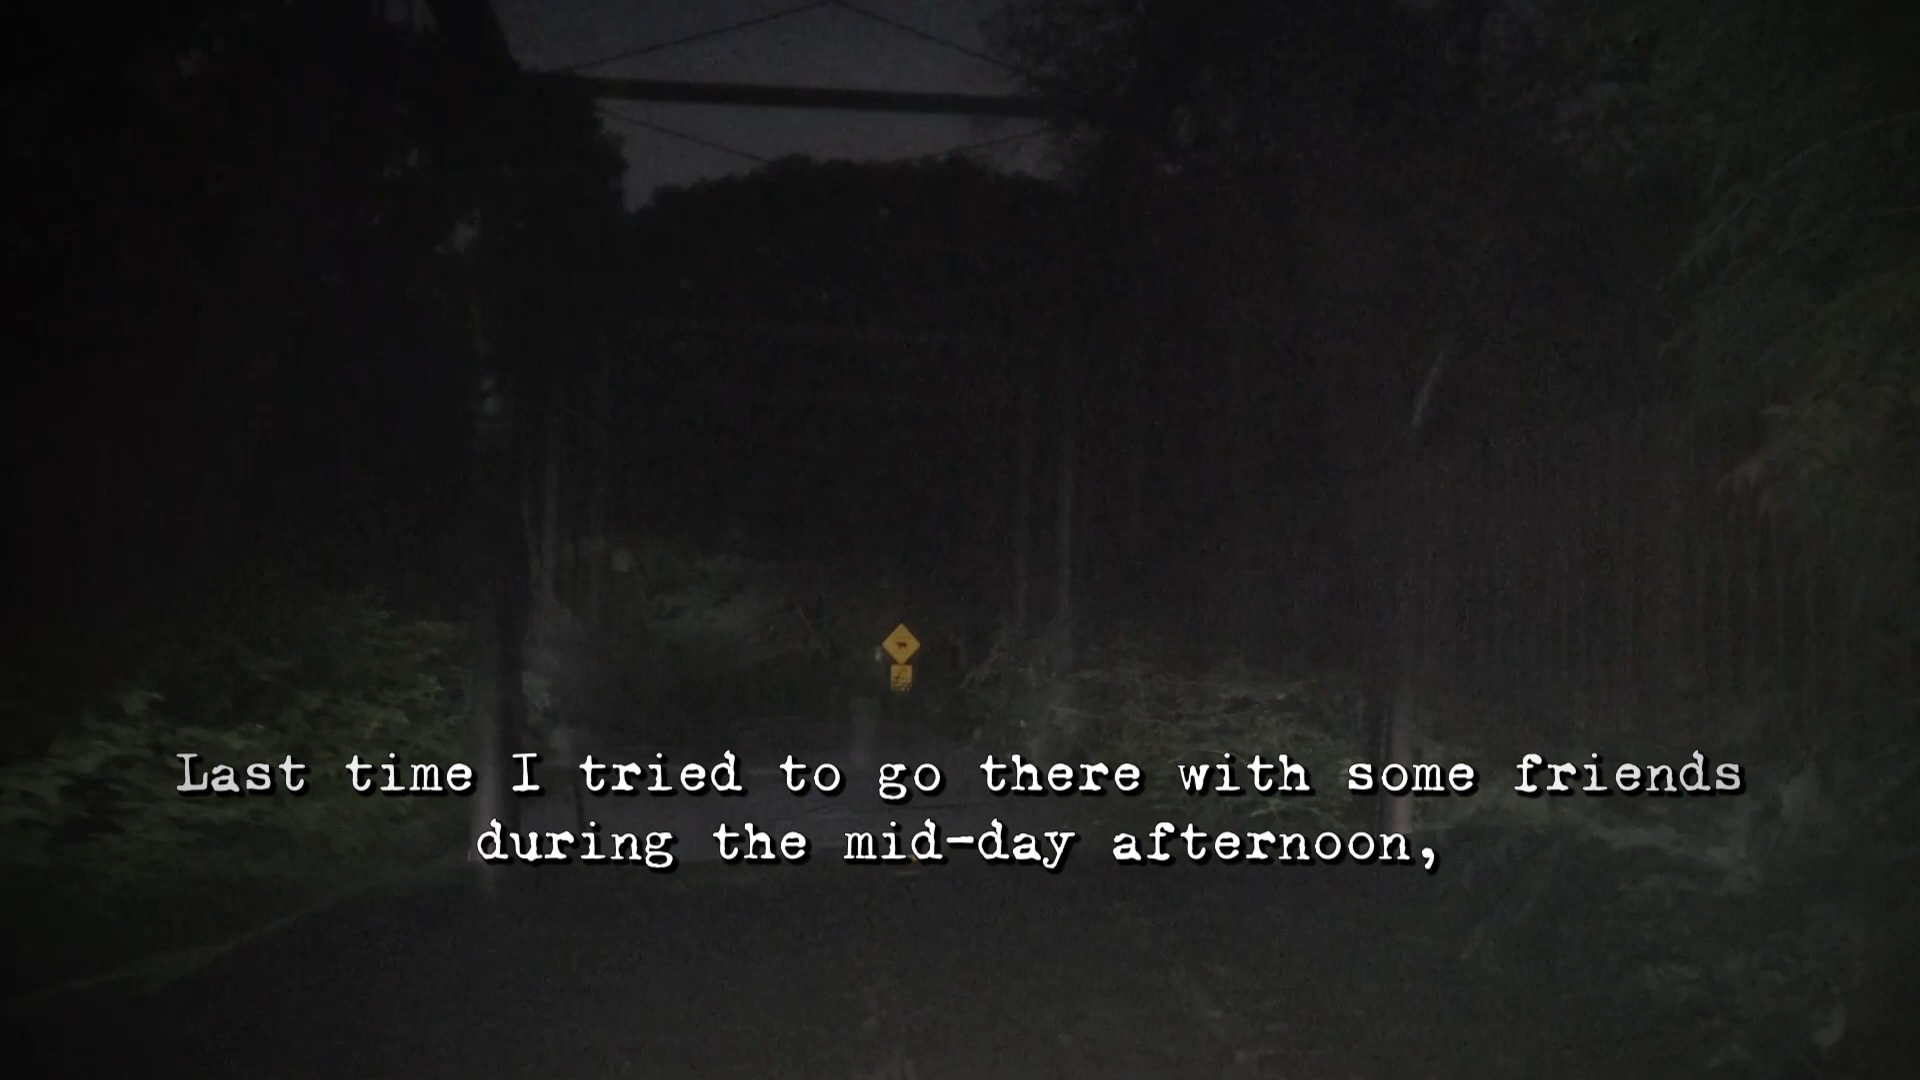 Last time I tried to go there with some friends
during the mid-day afternoon,